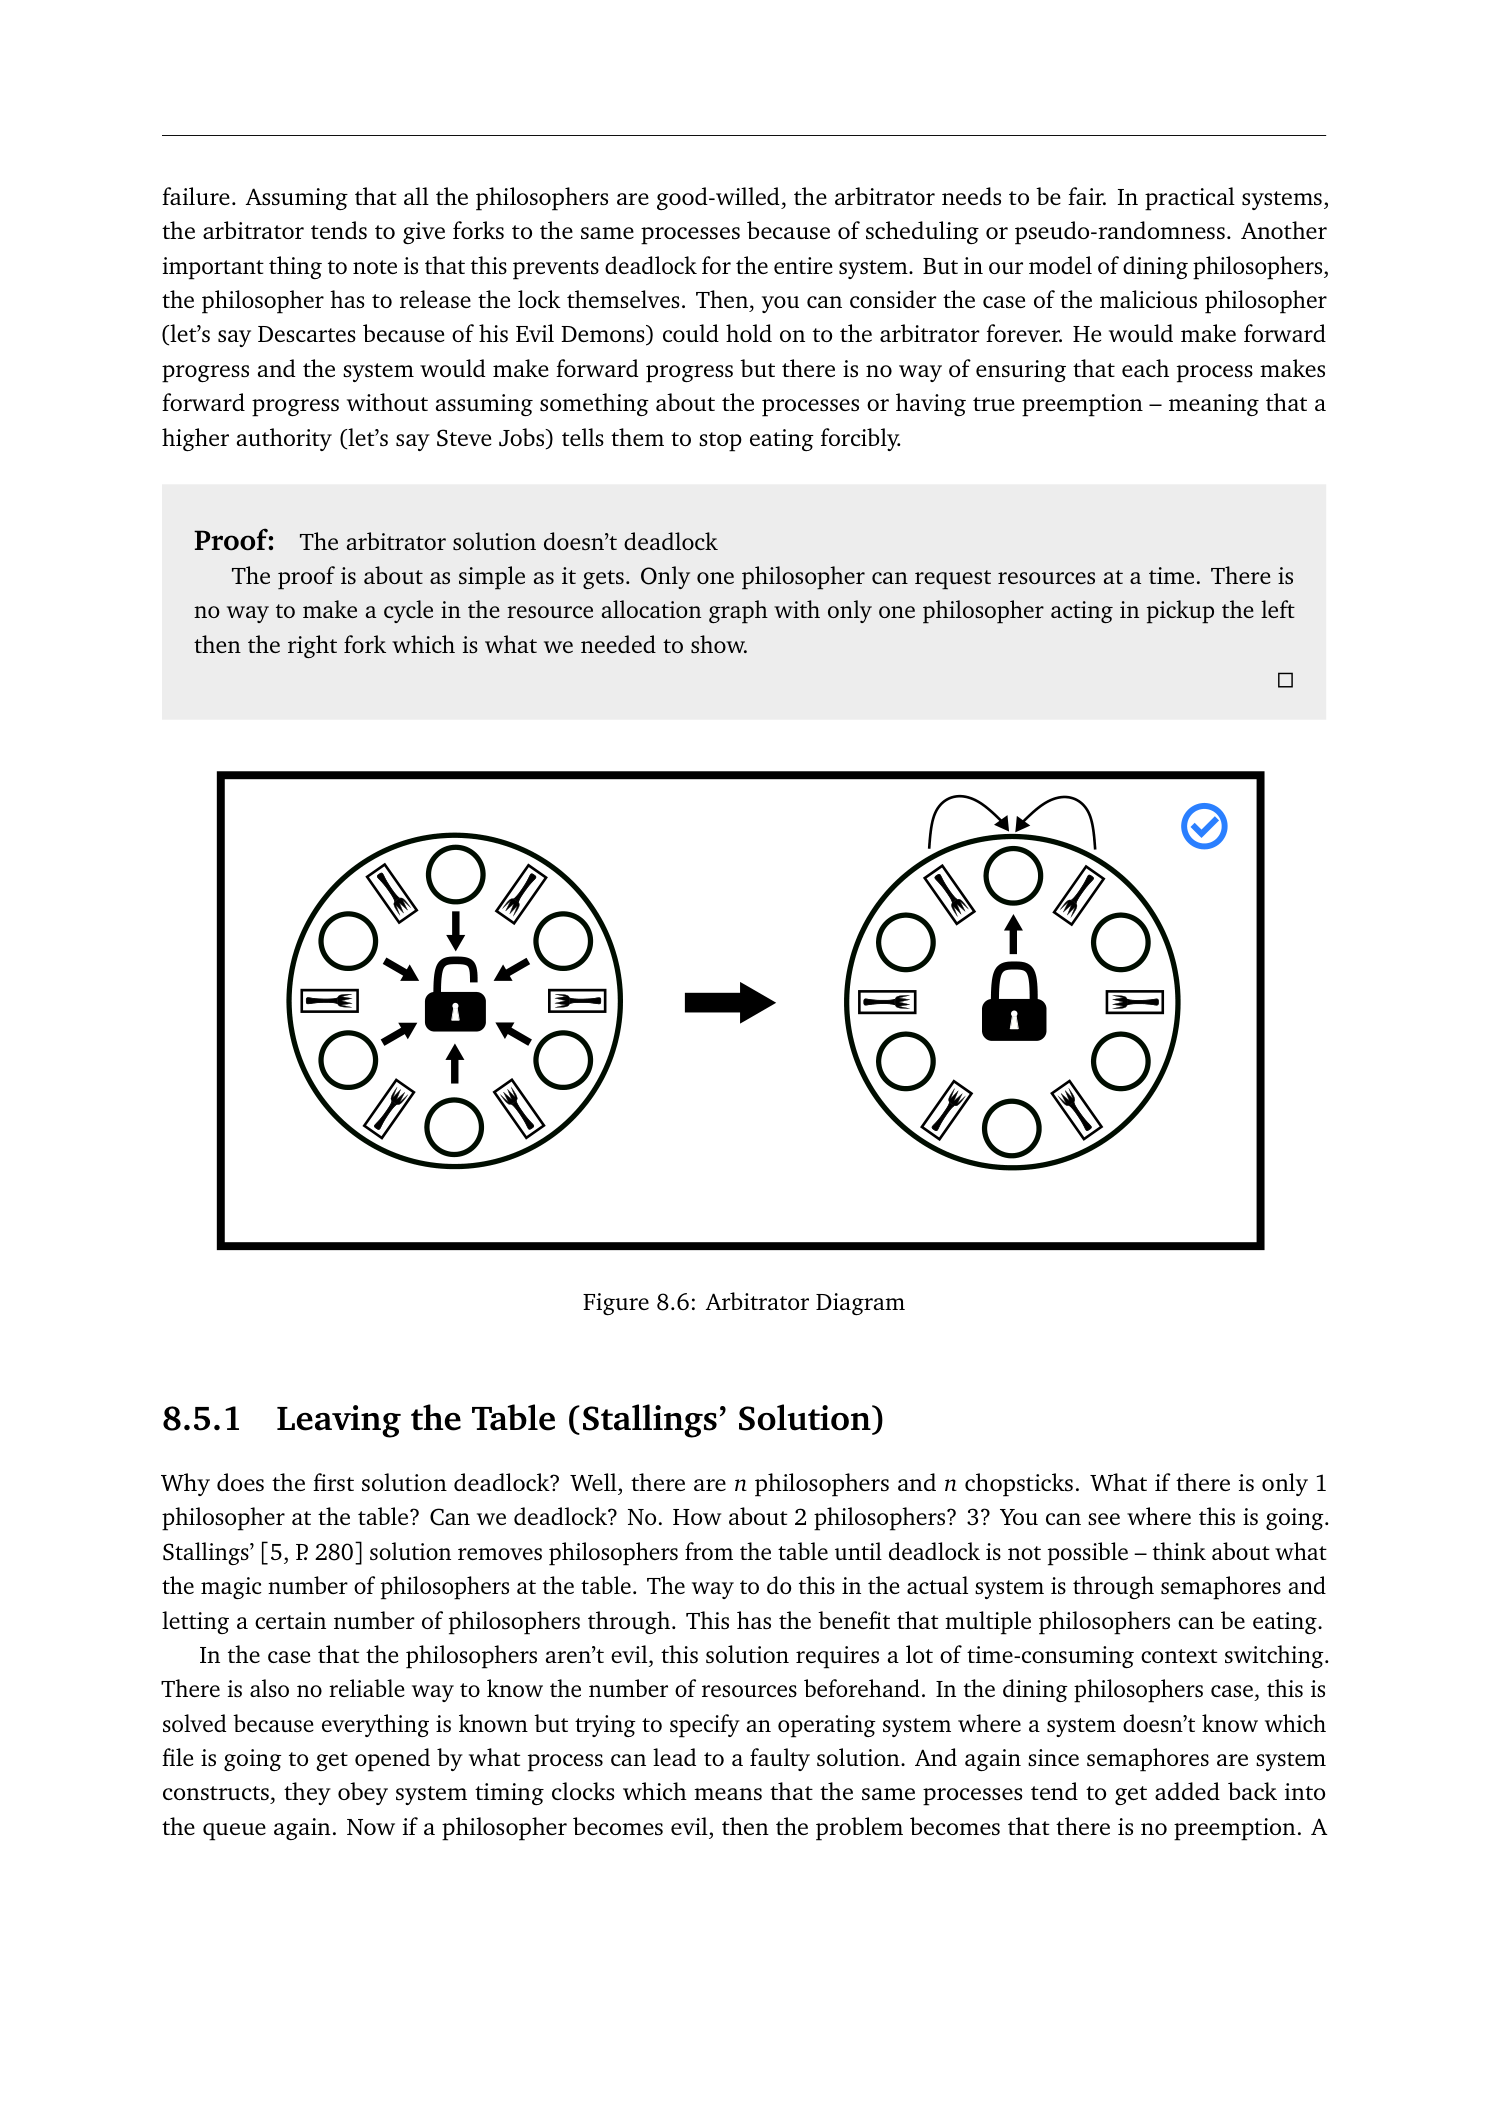 failure. Assuming that all the philosophers are good-willed, the arbitrator needs to be fair. In practical systems,
the arbitrator tends to give forks to the same processes because of scheduling or pseudo-randomness. Another
important thing to note is that this prevents deadlock for the entire system. But in our model of dining philosophers,
the philosopher has to release the lock themselves. Then, you can consider the case of the malicious philosopher
(let’s say Descartes because of his Evil Demons) could hold on to the arbitrator forever. He would make forward
progress and the system would make forward progress but there is no way of ensuring that each process makes
forward progress without assuming something about the processes or having true preemption – meaning that a
higher authority (let’s say Steve Jobs) tells them to stop eating forcibly.
Proof: The arbitrator solution doesn’t deadlock
The proof is about as simple as it gets. Only one philosopher can request resources at a time. There is
no way to make a cycle in the resource allocation graph with only one philosopher acting in pickup the left
then the right fork which is what we needed to show.
□
Figure 8.6: Arbitrator Diagram
8.5.1 Leaving the Table (Stallings’ Solution)
Why does the first solution deadlock? Well, there are n philosophers and n chopsticks. What if there is only 1
philosopher at the table? Can we deadlock? No. How about 2 philosophers? 3? You can see where this is going.
Stallings’ [5, P. 280] solution removes philosophers from the table until deadlock is not possible – think about what
the magic number of philosophers at the table. The way to do this in the actual system is through semaphores and
letting a certain number of philosophers through. This has the benefit that multiple philosophers can be eating.
In the case that the philosophers aren’t evil, this solution requires a lot of time-consuming context switching.
There is also no reliable way to know the number of resources beforehand. In the dining philosophers case, this is
solved because everything is known but trying to specify an operating system where a system doesn’t know which
file is going to get opened by what process can lead to a faulty solution. And again since semaphores are system
constructs, they obey system timing clocks which means that the same processes tend to get added back into
the queue again. Now if a philosopher becomes evil, then the problem becomes that there is no preemption. A